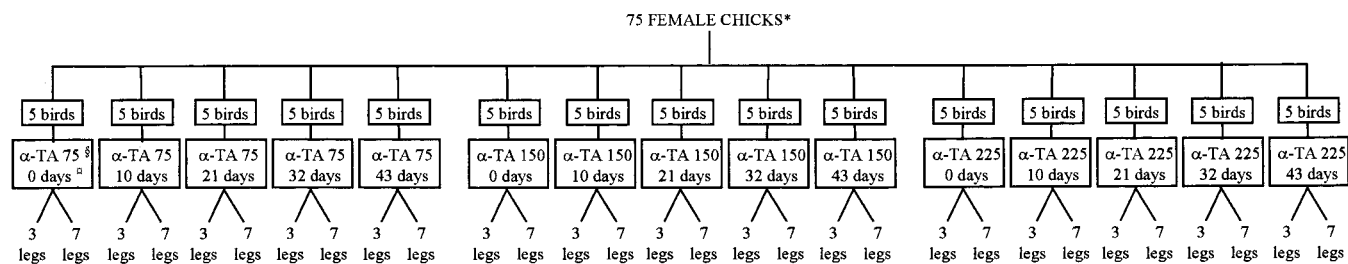 75 FEMALE CHICKS*
5 birds 5 birds 5 birds 5 birds 5 birds 5 birds 5 birds 5 birds 5 birds 5 birds 5 birds 5 birds 5 birds 5 birds 5 birds
α-TA 75 § α-TA 75 α-TA 75 α-TA 75 α-TA 75 α-TA 150 α-TA 150 α-TA 150 α-TA 150 α-TA 150 α-TA 225 α-TA 225 α-TA 225 α-TA 225 α-TA 225
0 days ¤ 10 days 21 days 32 days 43 days 0 days 10 days 21 days 32 days 43 days 0 days 10 days 21 days 32 days 43 days
3 7 3 7 3 7 3 7 3 7 3 7 3 7 3 7 3 7 3 7 3 7 3 7 3 7 3 7 3 7
legs legs legs legs legs legs legs legs legs legs legs legs legs legs legs legs legs legs legs legs legs legs legs legs legs legs legs legs legs legs